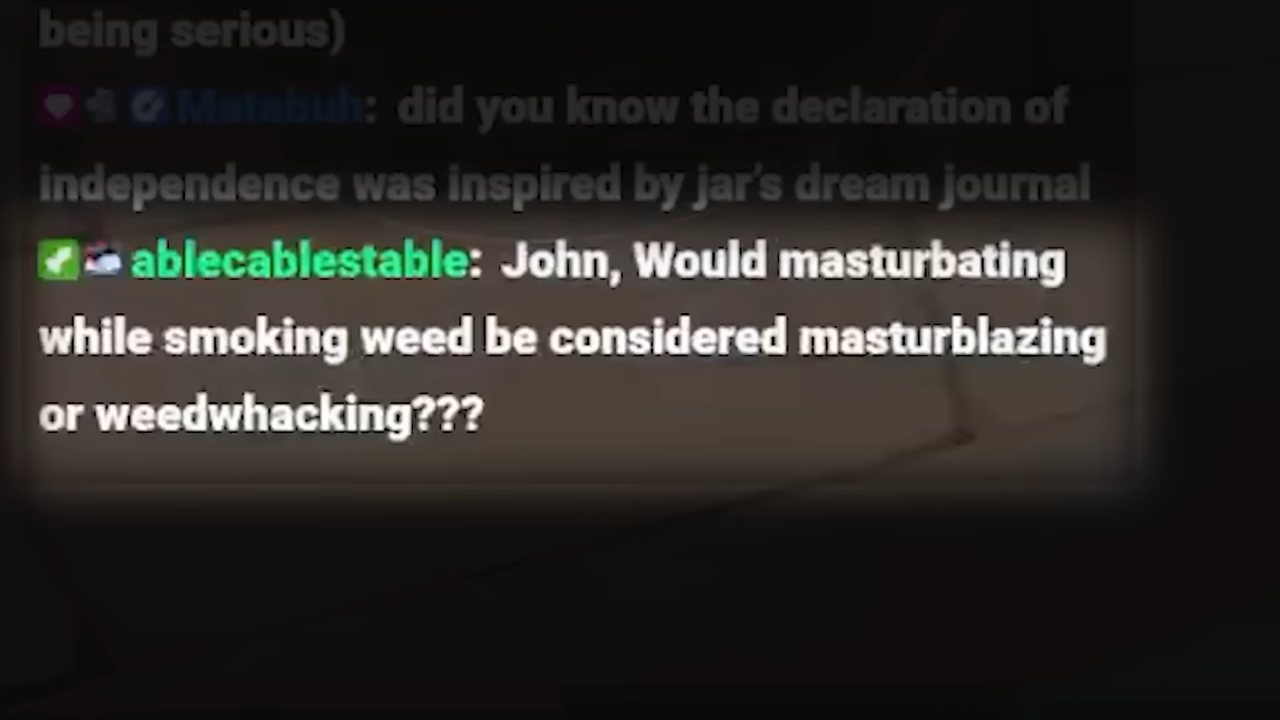 being serious)
Matabuh: did you know the declaration of
independence was inspired by jar's dream journal
ablecablestable: John, Would masturbating
while smoking weed be considered masturblazing
or weedwhacking???